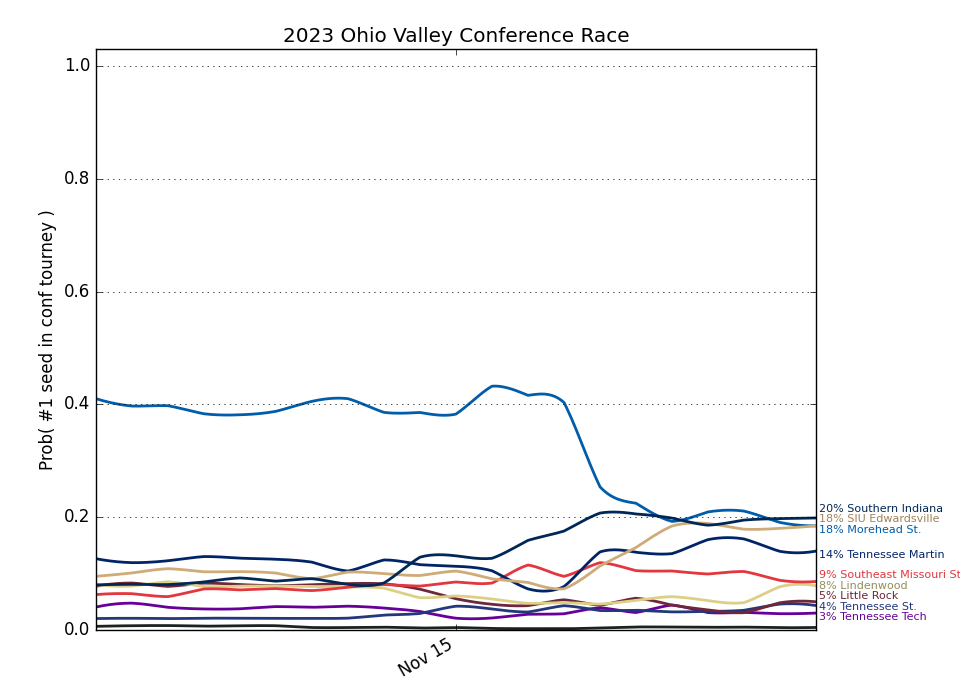 2023 Ohio Valley Conference Race
Prob( #1 seed in conf tourney )
1.0
0.8
0.6
0.4
0.2
0.0
Nov 15
20% Southern Indiana
18% SIU Edwardsville
18% Morehead St.
14% Tennessee Martin
9% Southeast Missouri St
8% Lindenwood
5% Little Rock
4% Tennessee St.
3% Tennessee Tech